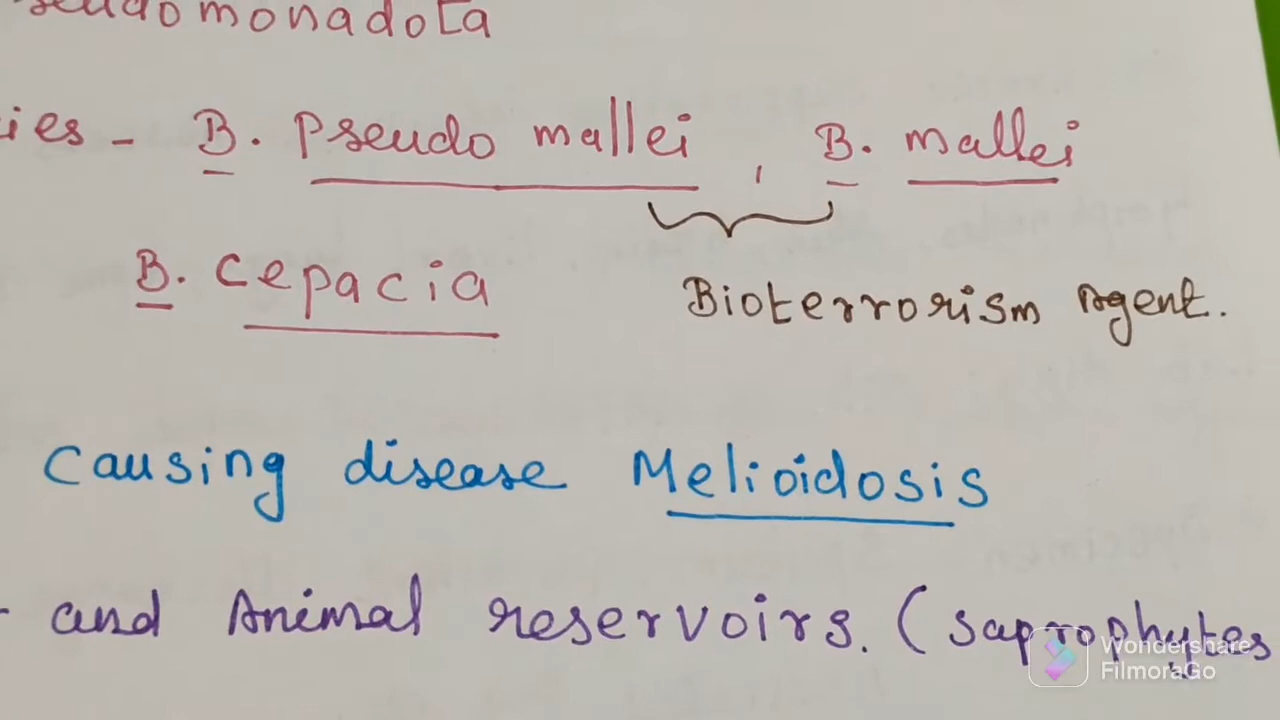 seudomonadota
ies - B. Pseudo mallei , B. mallei
B. cepacia
Bioterrorism Agent.
Causing disease Melioidosis
- and Animal reservoirs. (saprophytes
Wondershare
FilmoraGo